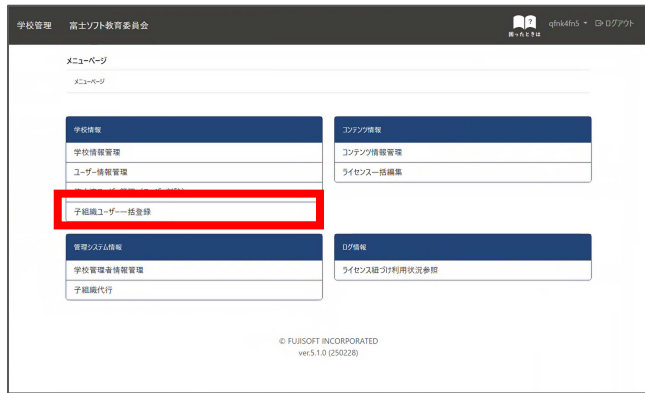 学校管理 富士ソフト教育委員会
困ったときは
qfnk4fn5 ログアウト
メニューページ
メニューページ
学校情報
学校情報管理
ユーザー情報管理
子組織ユーザー一括登録
コンテンツ情報
コンテンツ情報管理
ライセンス一括編集
管理システム情報
学校管理者情報管理
子組織代行
ログ情報
ライセンス紐づけ利用状況参照
© FUJISOFT INCORPORATED
ver.5.1.0 (250228)